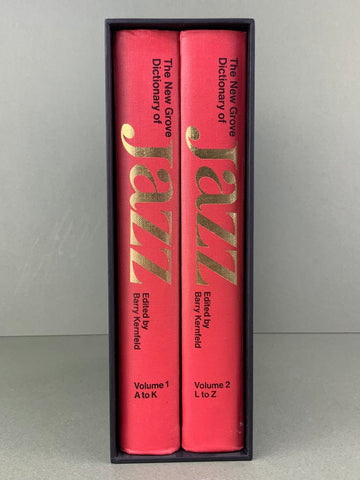 The New Grove
Dictionary of
Jazz
Edited by
Barry Kernfeld
Volume 1
A to K
The New Grove
Dictionary of
Jazz
Edited by
Barry Kernfeld
Volume 2
L to Z